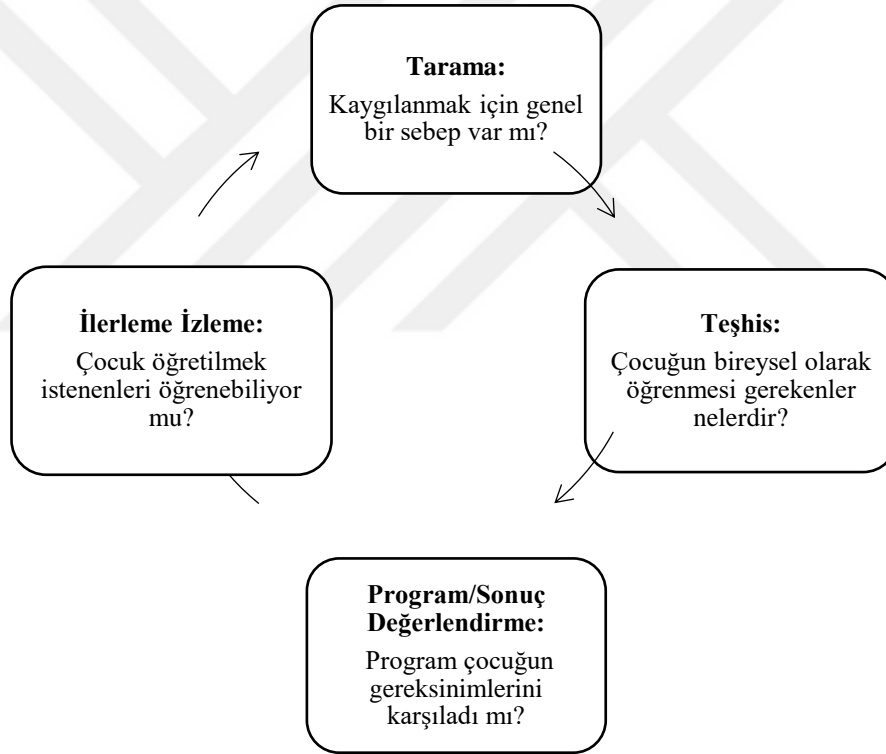 Tarama:
Kaygılanmak için genel
bir sebep var mı?
İlerleme İzleme:
Çocuk öğretilmek
istenenleri öğrenebiliyor
mu?
Teşhis:
Çocuğun bireysel olarak
öğrenmesi gerekenler
nelerdir?
Program/Sonuç
Değerlendirme:
Program çocuğun
gereksinimlerini
karşıladı mı?